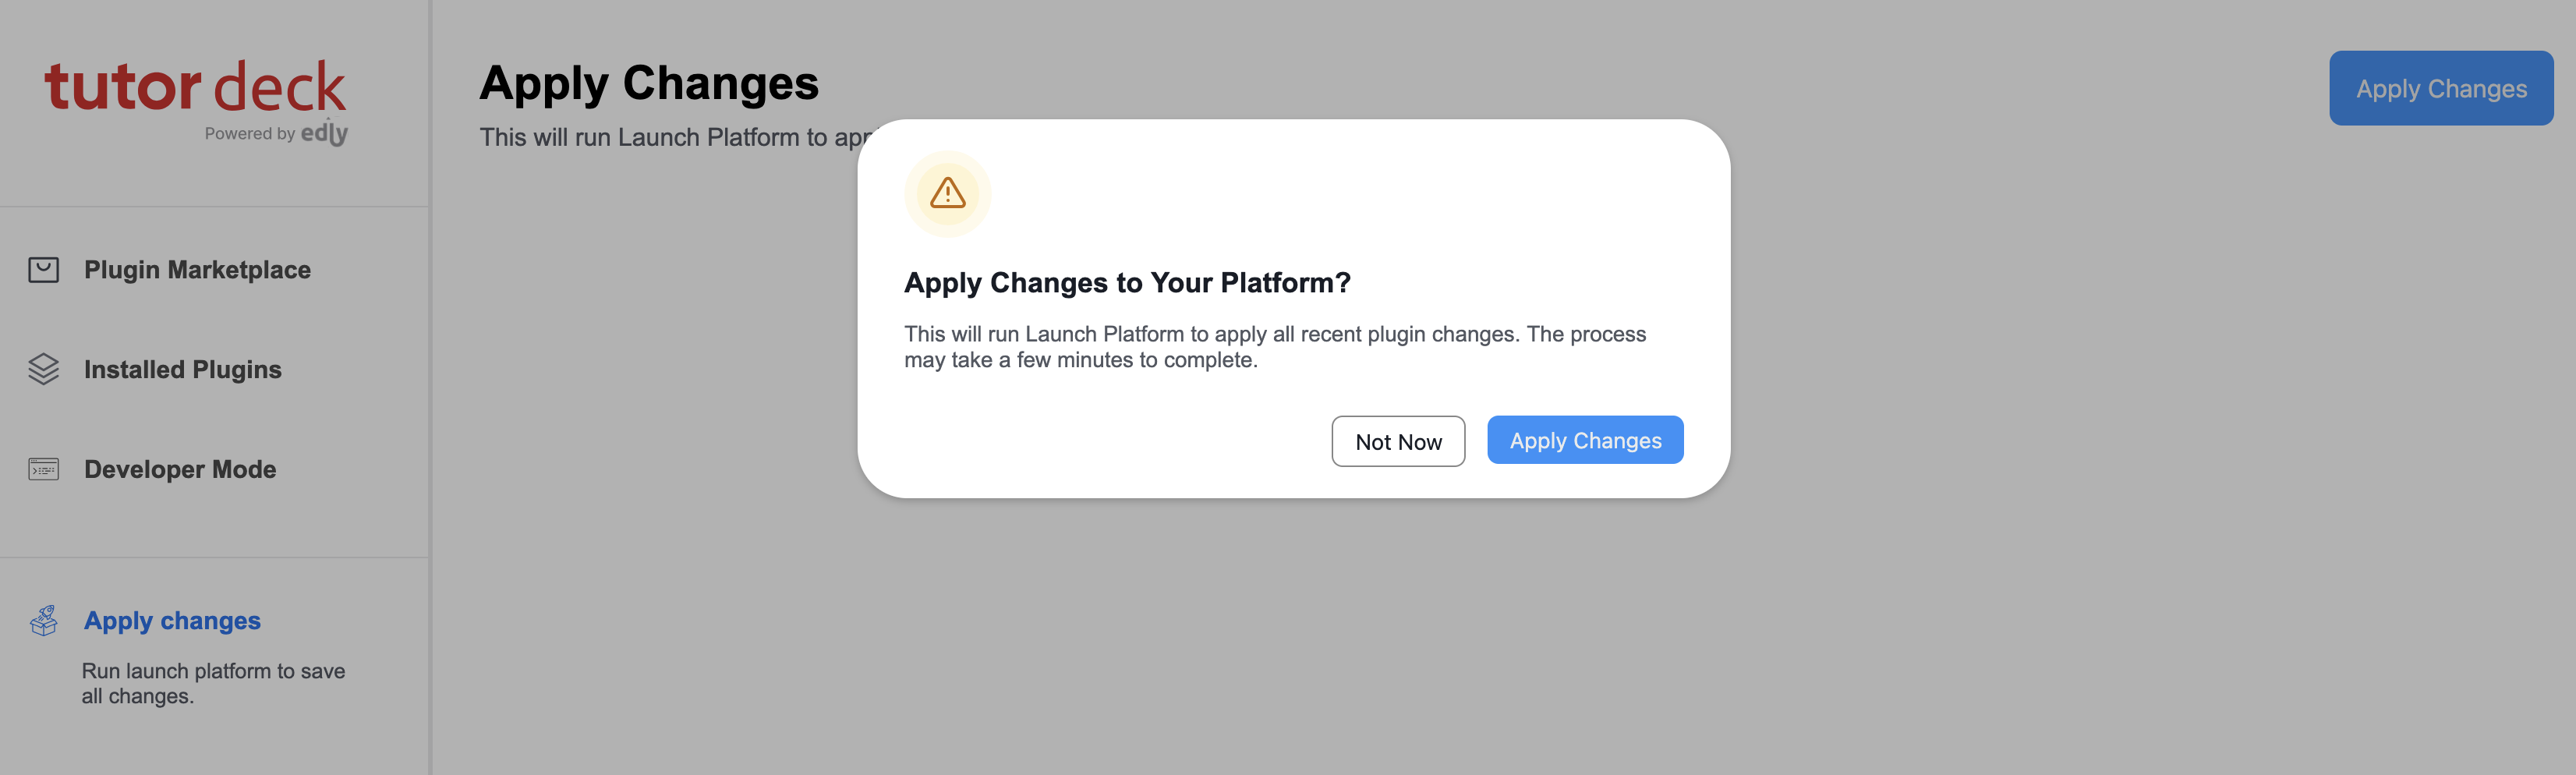 tutor deck
Powered by edly
Plugin Marketplace
Installed Plugins
Developer Mode
Apply changes
Run launch platform to save
all changes.
Apply Changes
This will run Launch Platform to
Apply Changes
Apply Changes to Your Platform?
This will run Launch Platform to apply all recent plugin changes. The process
may take a few minutes to complete.
Not Now
Apply Changes